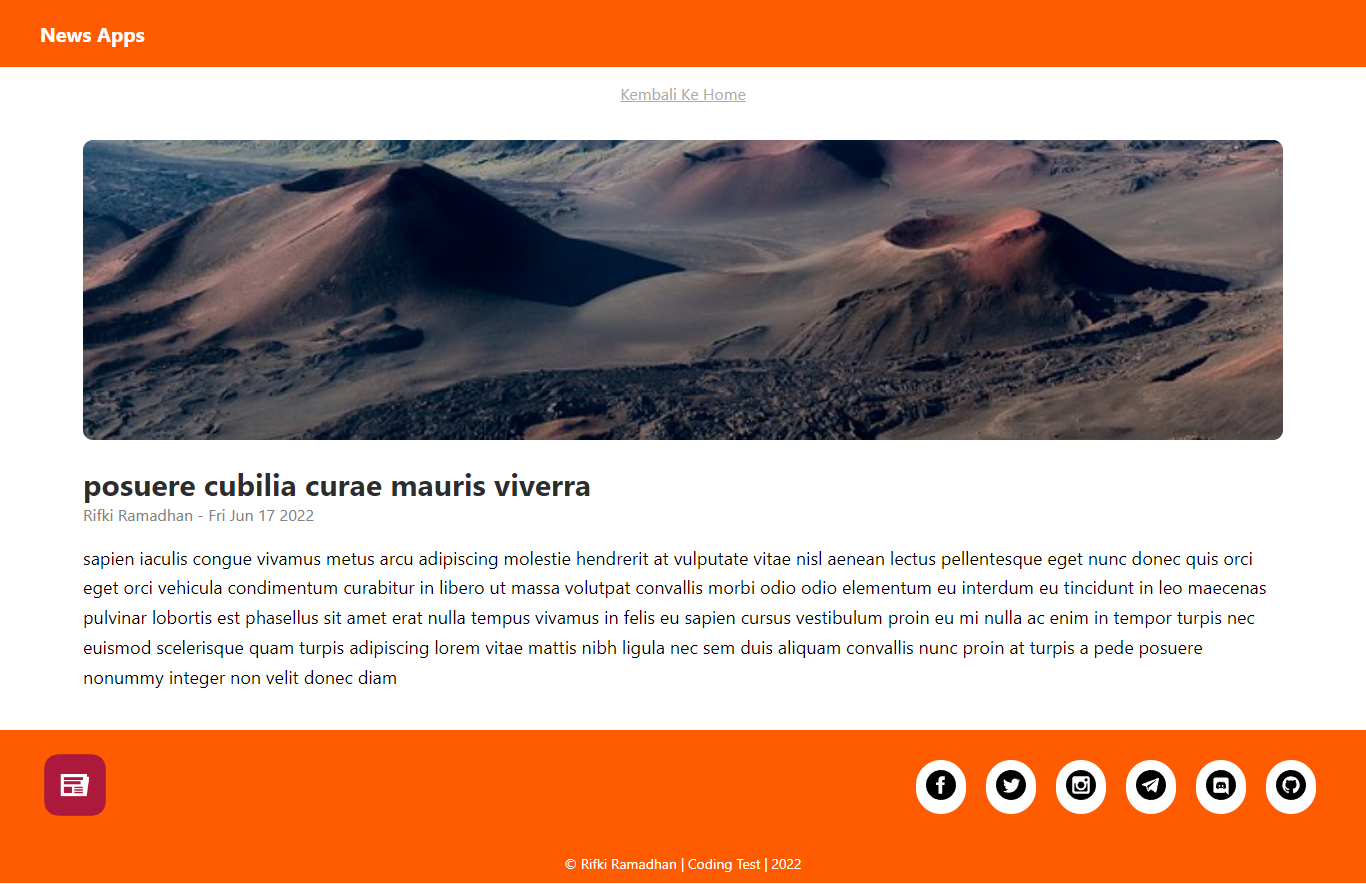 News Apps
Kembali Ke Home
posuere cubilia curae mauris viverra
Rifki Ramadhan - Fri Jun 17 2022
sapien iaculis congue vivamus metus arcu adipiscing molestie hendrerit at vulputate vitae nisl aenean lectus pellentesque eget nunc donec quis orci
eget orci vehicula condimentum curabitur in libero ut massa volutpat convallis morbi odio odio elementum eu interdum eu tincidunt in leo maecenas
pulvinar lobortis est phasellus sit amet erat nulla tempus vivamus in felis eu sapien cursus vestibulum proin eu mi nulla ac enim in tempor turpis nec
euismod scelerisque quam turpis adipiscing lorem vitae mattis nibh ligula nec sem duis aliquam convallis nunc proin at turpis a pede posuere
nonummy integer non velit donec diam
© Rifki Ramadhan | Coding Test | 2022